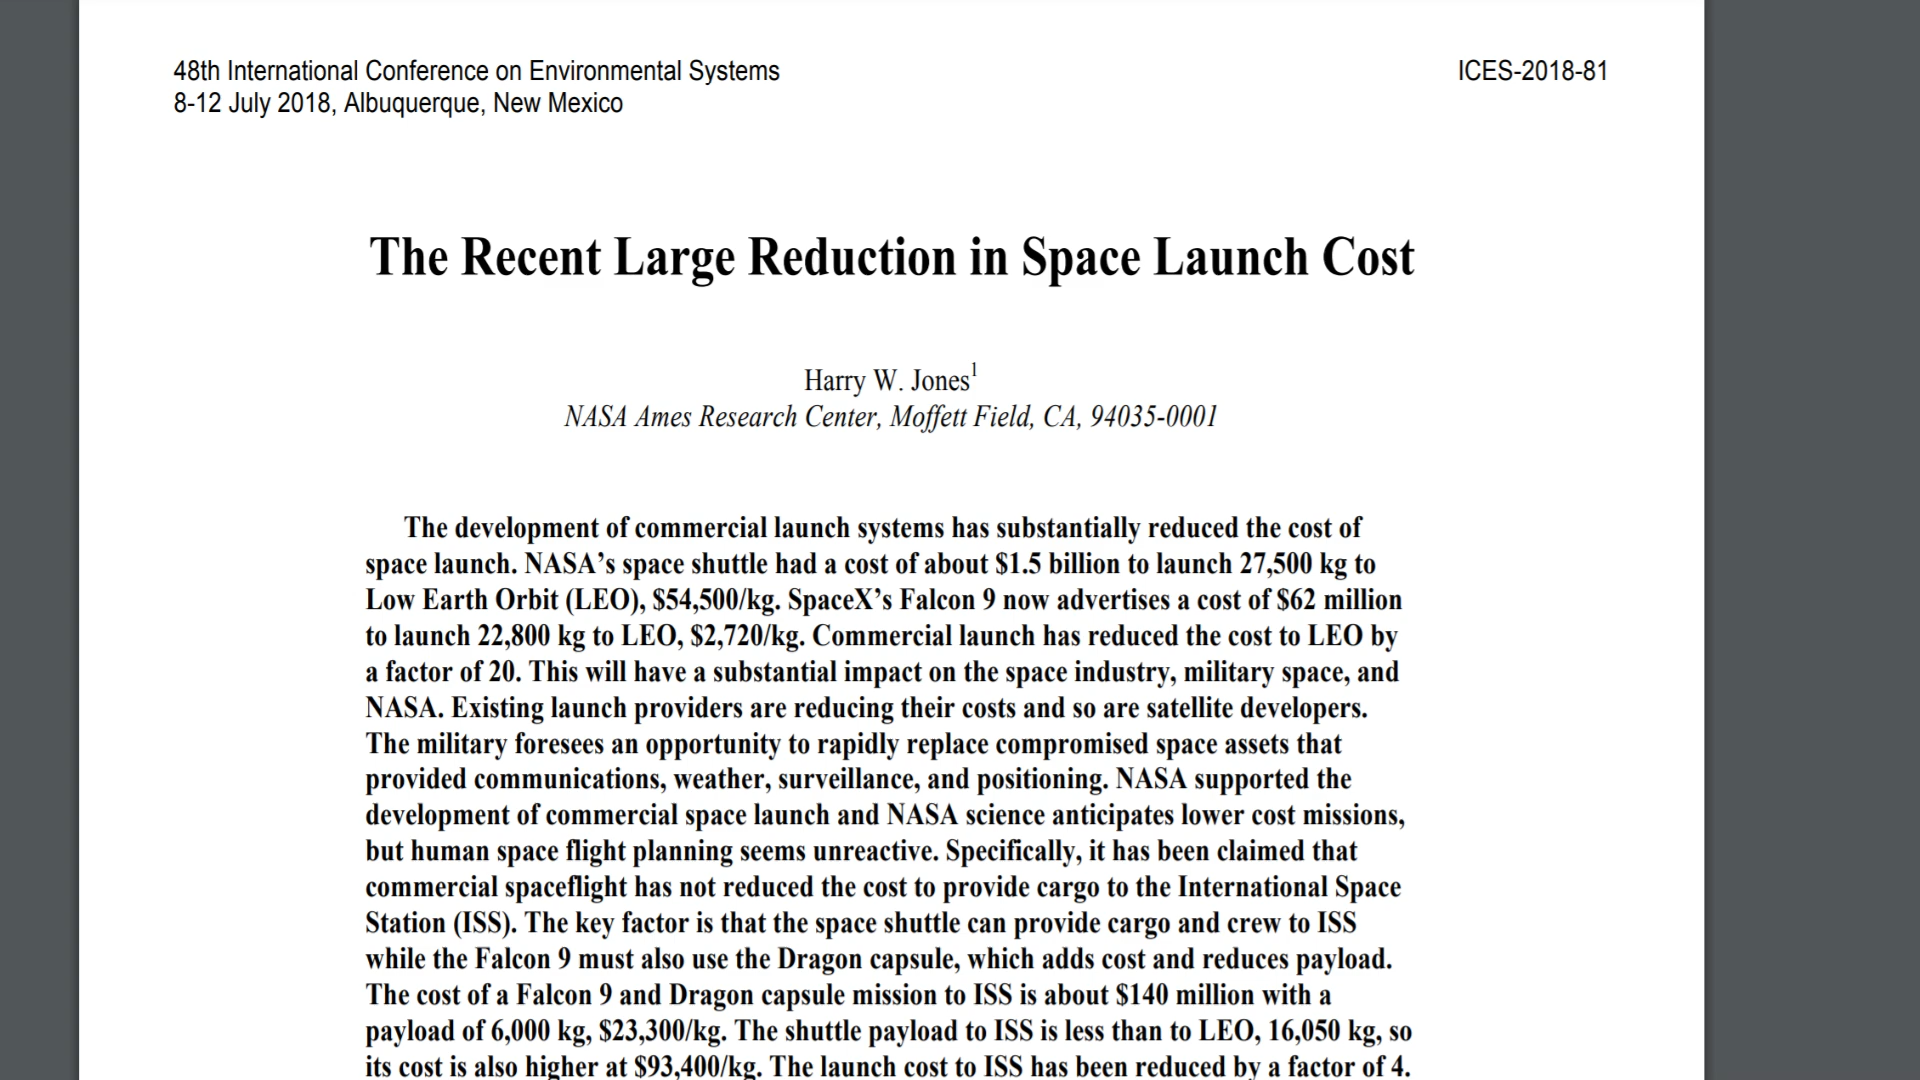 48th International Conference on Environmental Systems
ICES-2018-81
8-12 July 2018, Albuquerque, New Mexico
The Recent Large Reduction in Space Launch Cost
Harry W. Jones1
NASA Ames Research Center, Moffett Field, CA, 94035-0001
The development of commercial launch systems has substantially reduced the cost of
space launch. NASA’s space shuttle had a cost of about $1.5 billion to launch 27,500 kg to
Low Earth Orbit (LEO), $54,500/kg. SpaceX’s Falcon 9 now advertises a cost of $62 million
to launch 22,800 kg to LEO, $2,720/kg. Commercial launch has reduced the cost to LEO by
a factor of 20. This will have a substantial impact on the space industry, military space, and
NASA. Existing launch providers are reducing their costs and so are satellite developers.
The military foresees an opportunity to rapidly replace compromised space assets that
provided communications, weather, surveillance, and positioning. NASA supported the
development of commercial space launch and NASA science anticipates lower cost missions,
but human space flight planning seems unreactive. Specifically, it has been claimed that
commercial spaceflight has not reduced the cost to provide cargo to the International Space
Station (ISS). The key factor is that the space shuttle can provide cargo and crew to ISS
while the Falcon 9 must also use the Dragon capsule, which adds cost and reduces payload.
The cost of a Falcon 9 and Dragon capsule mission to ISS is about $140 million with a
payload of 6,000 kg, $23,300/kg. The shuttle payload to ISS is less than to LEO, 16,050 kg, so
its cost is also higher at $93,400/kg. The launch cost to ISS has been reduced by a factor of 4.